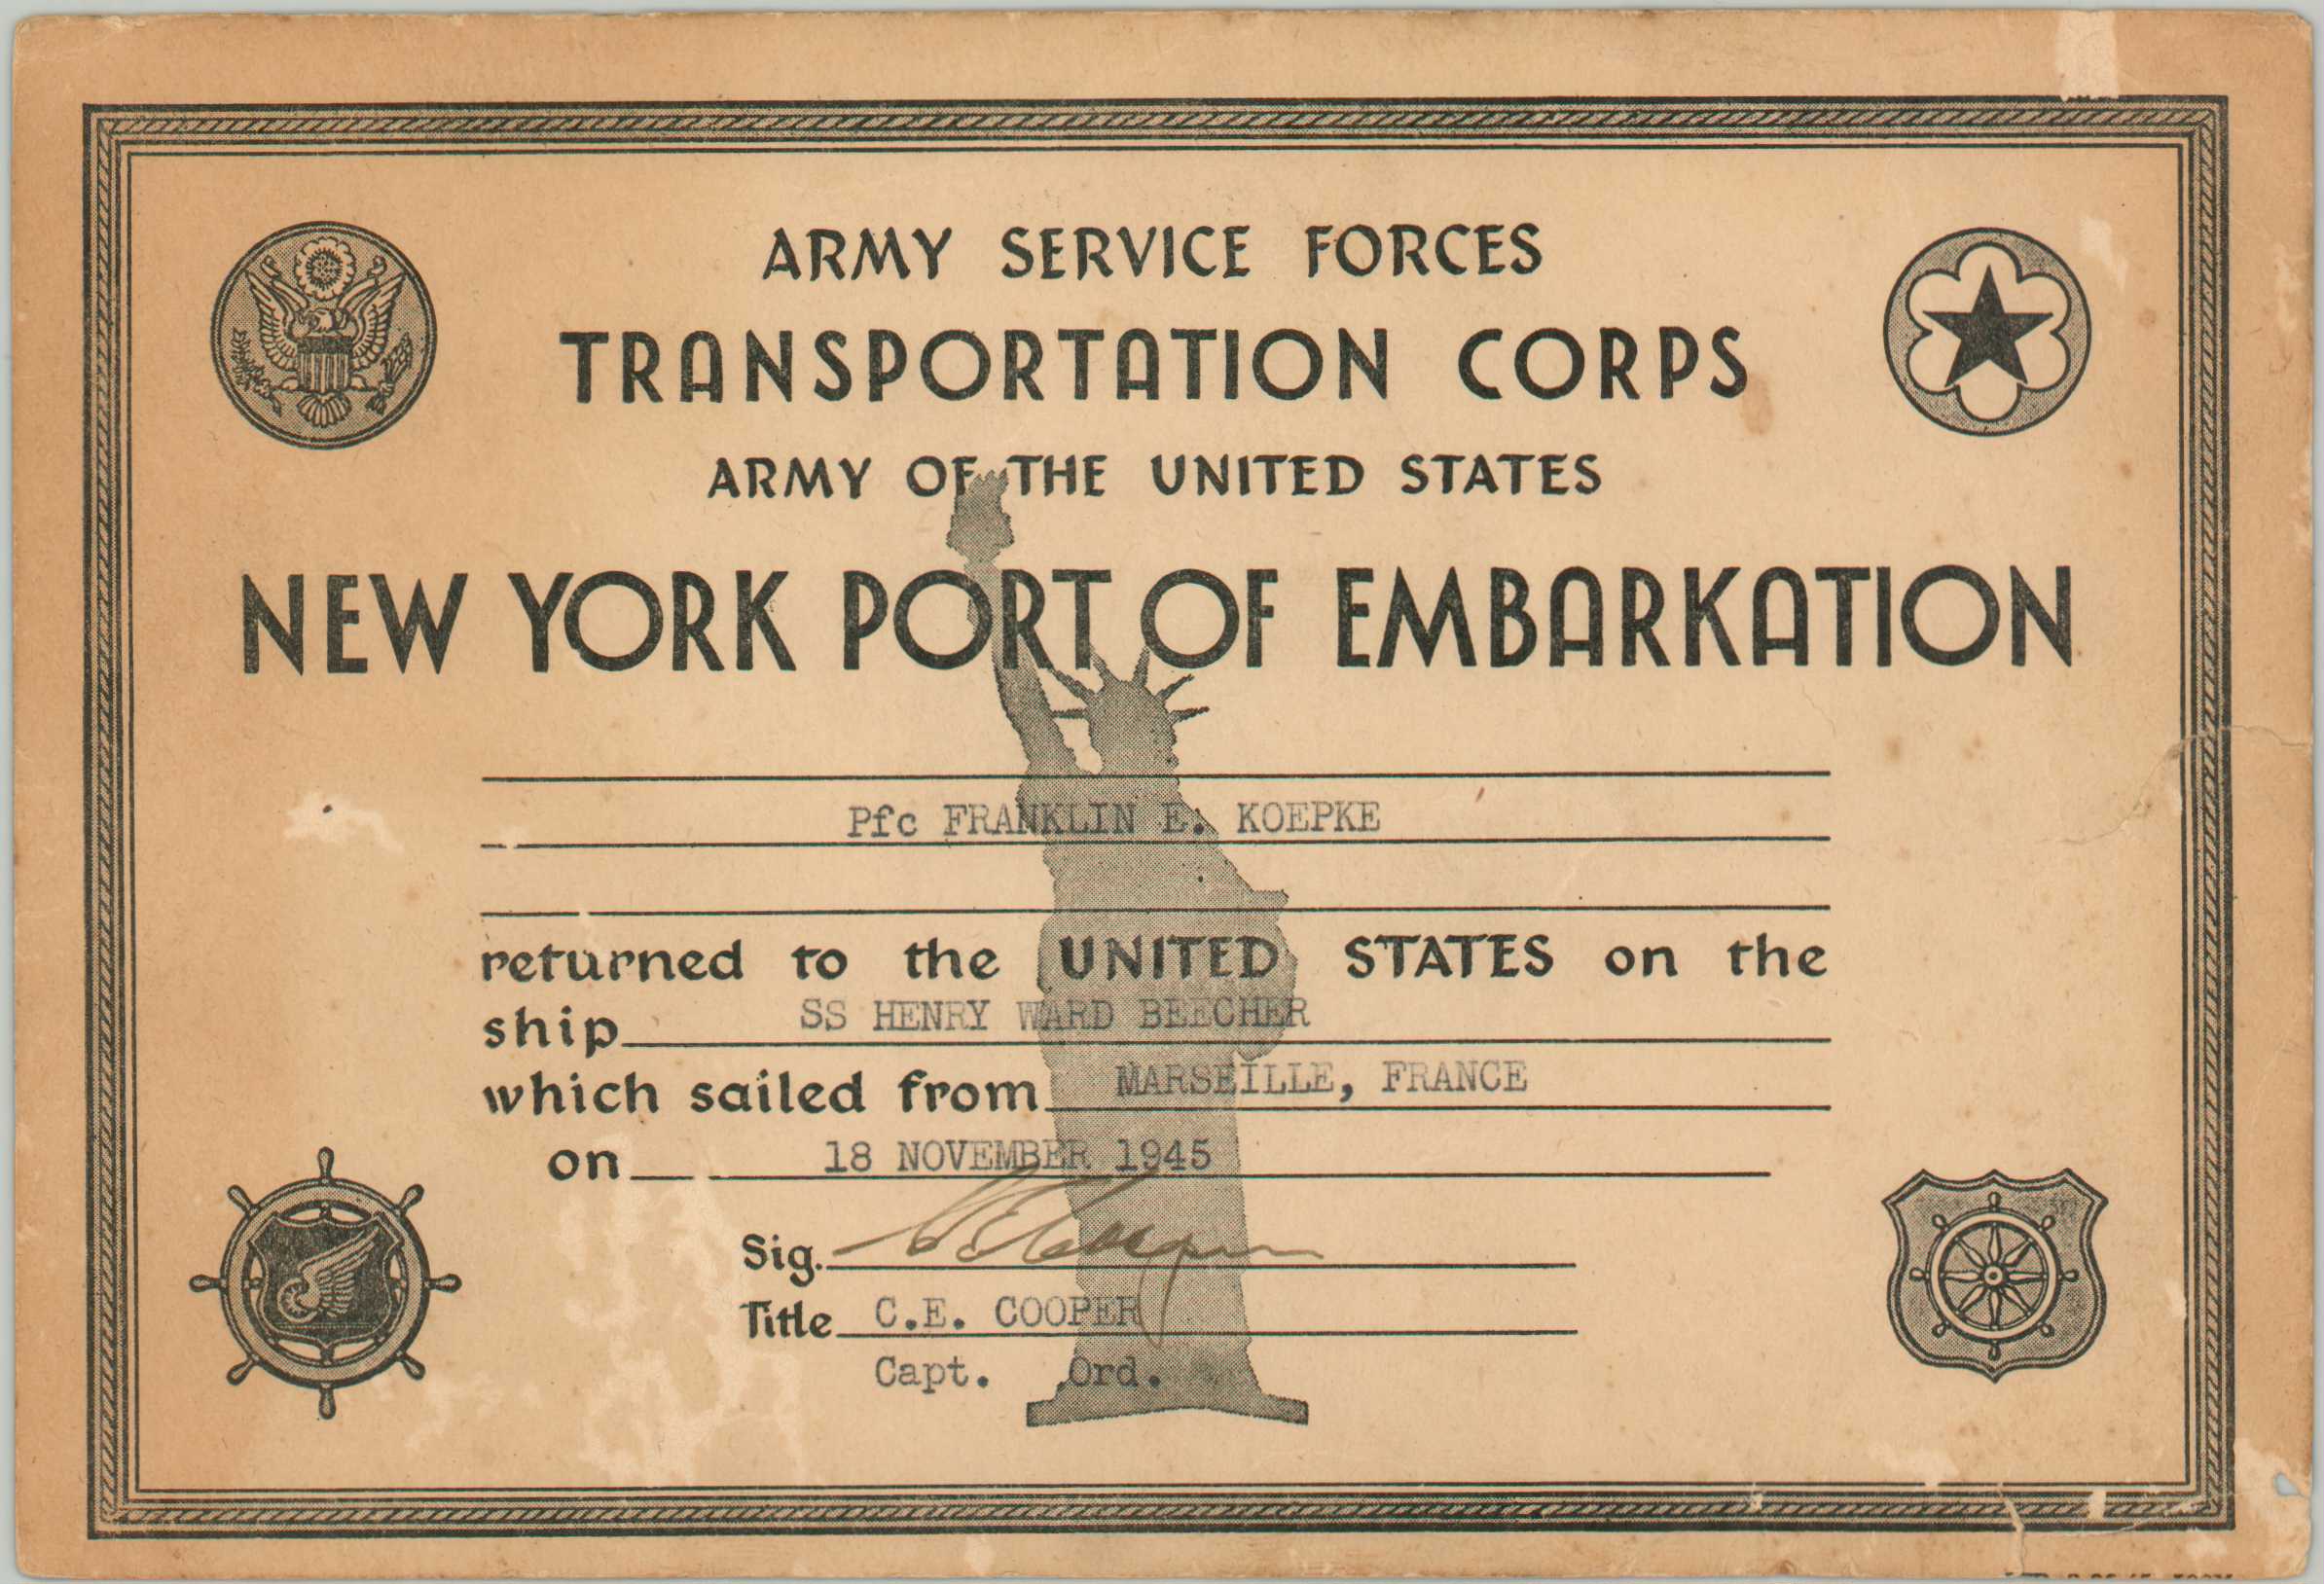 ARMY SERVICE FORCES
TRANSPORTATION CORPS
ARMY OF THE UNITED STATES
NEW YORK PORT OF EMBARKATION
Pfc FRANKLIN E. KOEPKE
returned to the UNITED STATES on the
ship SS HENRY WARD BEECHER
which sailed from MARSEILLE, FRANCE
on 18 NOVEMBER 1945
Sig. C E Cooper
Title C.E. COOPER
Capt. Ord.